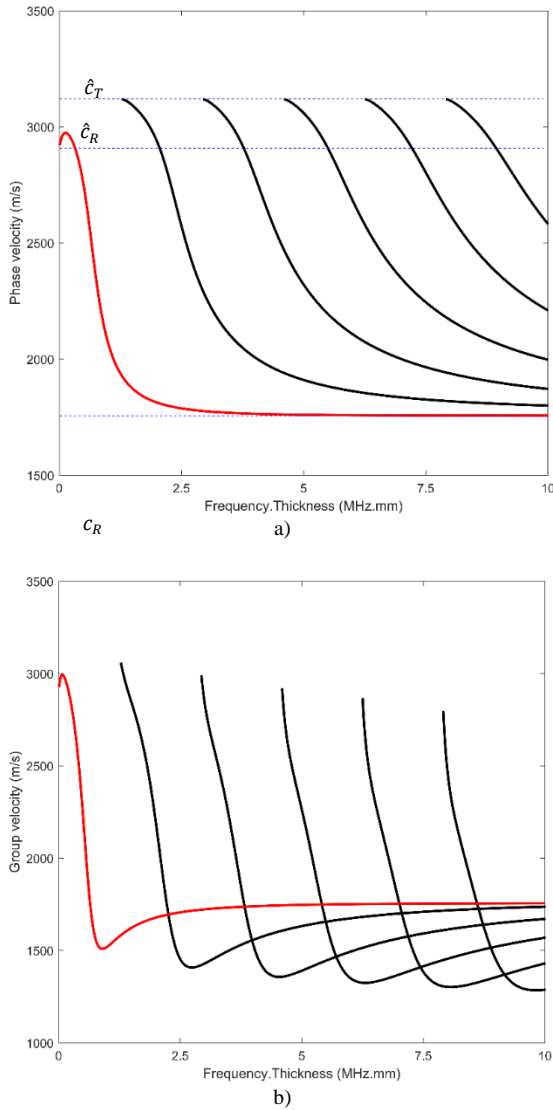 3500
ĉ_T
3000
ĉ_R
2500
Phase velocity (m/s)
2000
1500
0 2.5 5 7.5 10
Frequency.Thickness (MHz.mm)
c_R
a)
3500
3000
2500
Group velocity (m/s)
2000
1500
1000
0 2.5 5 7.5 10
Frequency.Thickness (MHz.mm)
b)